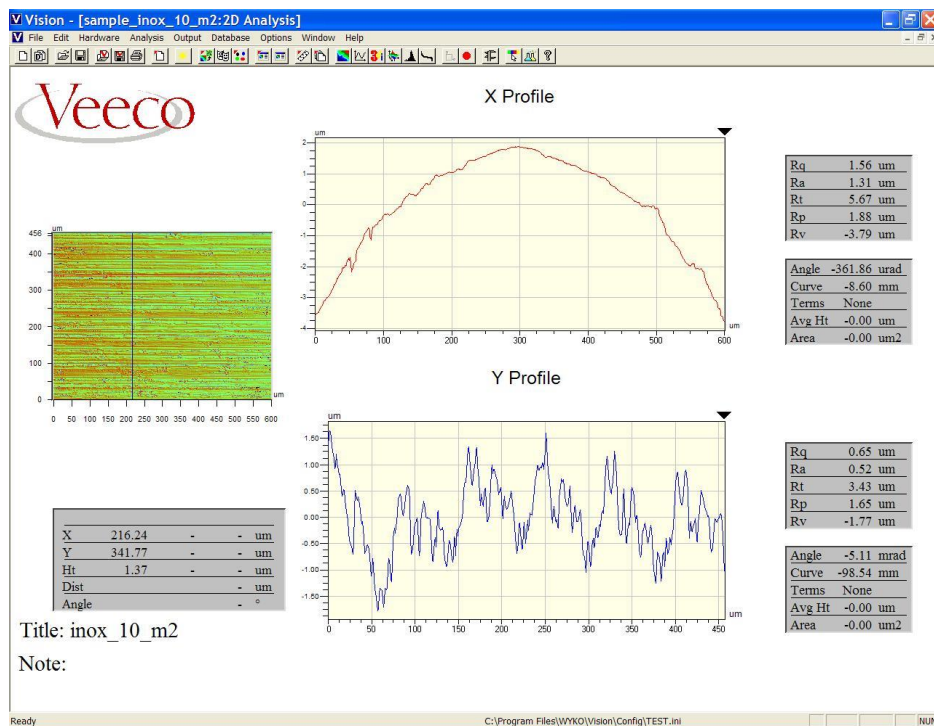 Vision - [sample_inox_10_m2:2D Analysis]
File Edit Hardware Analysis Output Database Options Window Help
Veeco
X Profile
um
2
1
0
-1
-2
-3
-4
0 100 200 300 400 500 600
um
Rq 1.56 um
Ra 1.31 um
Rt 5.67 um
Rp 1.88 um
Rv -3.79 um
Angle -361.86 urad
Curve -8.60 mm
Terms None
Avg Ht -0.00 um
Area -0.00 um2
um
456
400
300
200
100
0
um
0 50 100 150 200 250 300 350 400 450 500 550 600
Y Profile
um
1.50
1.00
0.50
0.00
-0.50
-1.00
-1.50
um
0 50 100 150 200 250 300 350 400 450
Rq 0.65 um
Ra 0.52 um
Rt 3.43 um
Rp 1.65 um
Rv -1.77 um
Angle -5.11 mrad
Curve -98.54 mm
Terms None
Avg Ht -0.00 um
Area -0.00 um2
X 216.24 - - um
Y 341.77 - - um
Ht 1.37 - - um
Dist - um
Angle - °
Title: inox_10_m2
Note:
Ready C:\Program Files\WYKO\Vision\Config\TEST.ini NUM